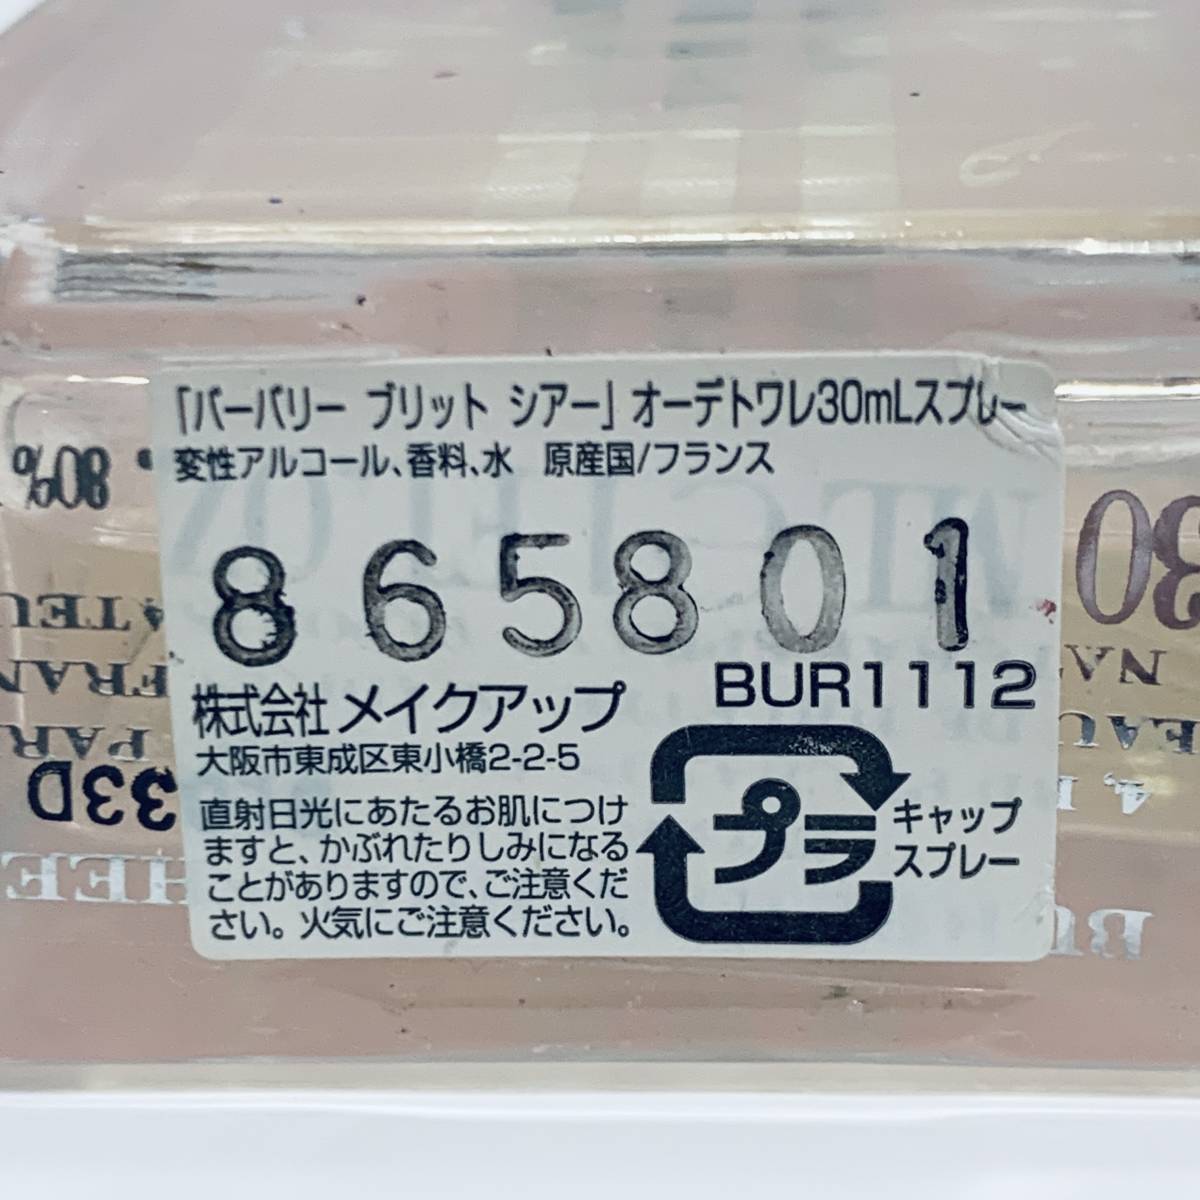 「バーバリー ブリット シアー」オーデトワレ30mLスプレー
変性アルコール、香料、水 原産国/フランス
865801
BUR1112
株式会社 メイクアップ
大阪市東成区東小橋2-2-5
直射日光にあたるお肌につけ
ますと、かぶれたりしみになる
ことがありますので、ご注意くだ
さい。火気にご注意ください。
プラ
キャップ
スプレー
80%
30
33D